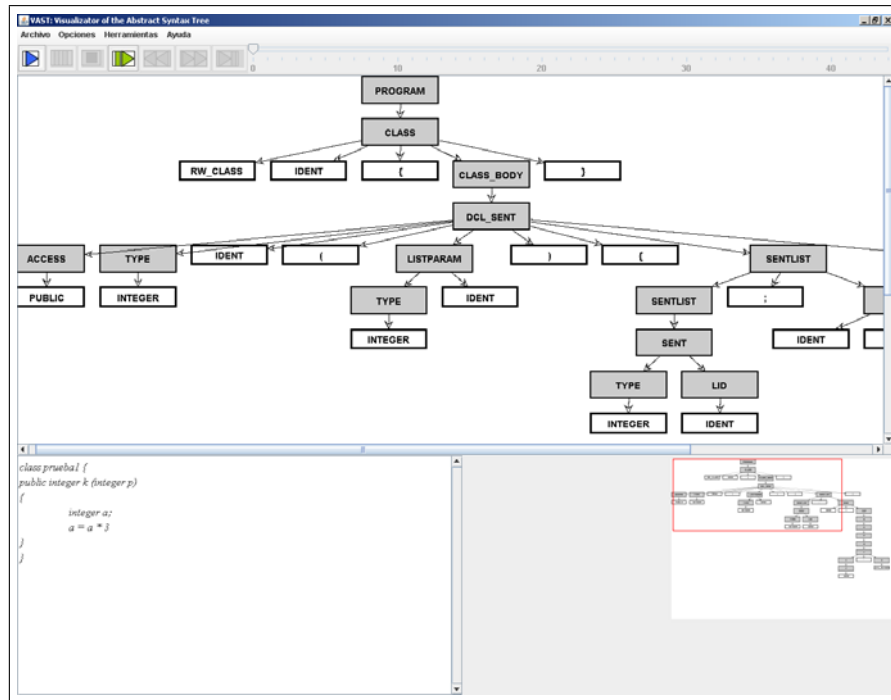 VAST: Visualizator of the Abstract Syntax Tree
Archivo Opciones Herramientas Ayuda
0 10 20 30 40
PROGRAM
CLASS
RW_CLASS IDENT { CLASS_BODY }
DCL_SENT
ACCESS TYPE IDENT ( LISTPARAM ) { SENTLIST
PUBLIC INTEGER TYPE IDENT SENTLIST ;
INTEGER SENT IDENT
TYPE LID
INTEGER IDENT
class prueba1 {
public integer k (integer p)
{
integer a;
a = a * 3
}
}